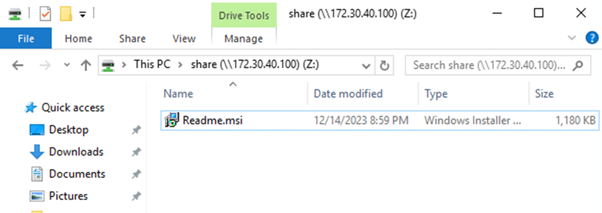 Drive Tools share (\\172.30.40.100) (Z:)
File Home Share View Manage
This PC share (\\172.30.40.100) (Z:) Search share (\\172.30.40.100)...
Name Date modified Type Size
Quick access
Readme.msi 12/14/2023 8:59 PM Windows Installer ... 1,180 KB
Desktop
Downloads
Documents
Pictures